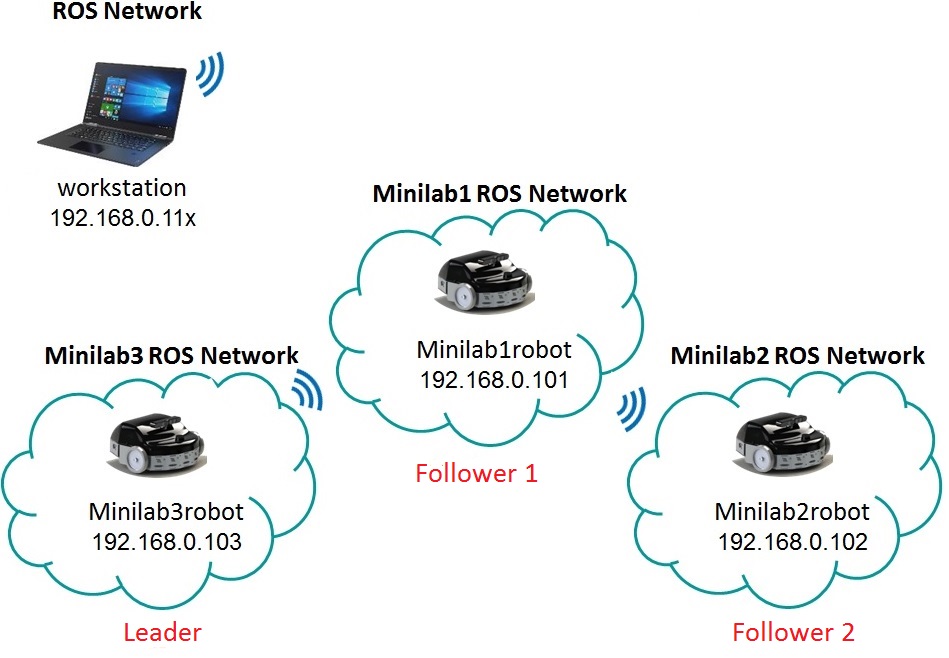 ROS Network
workstation
192.168.0.11x
Minilab1 ROS Network
Minilab1robot
192.168.0.101
Follower 1
Minilab3 ROS Network
Minilab3robot
192.168.0.103
Leader
Minilab2 ROS Network
Minilab2robot
192.168.0.102
Follower 2